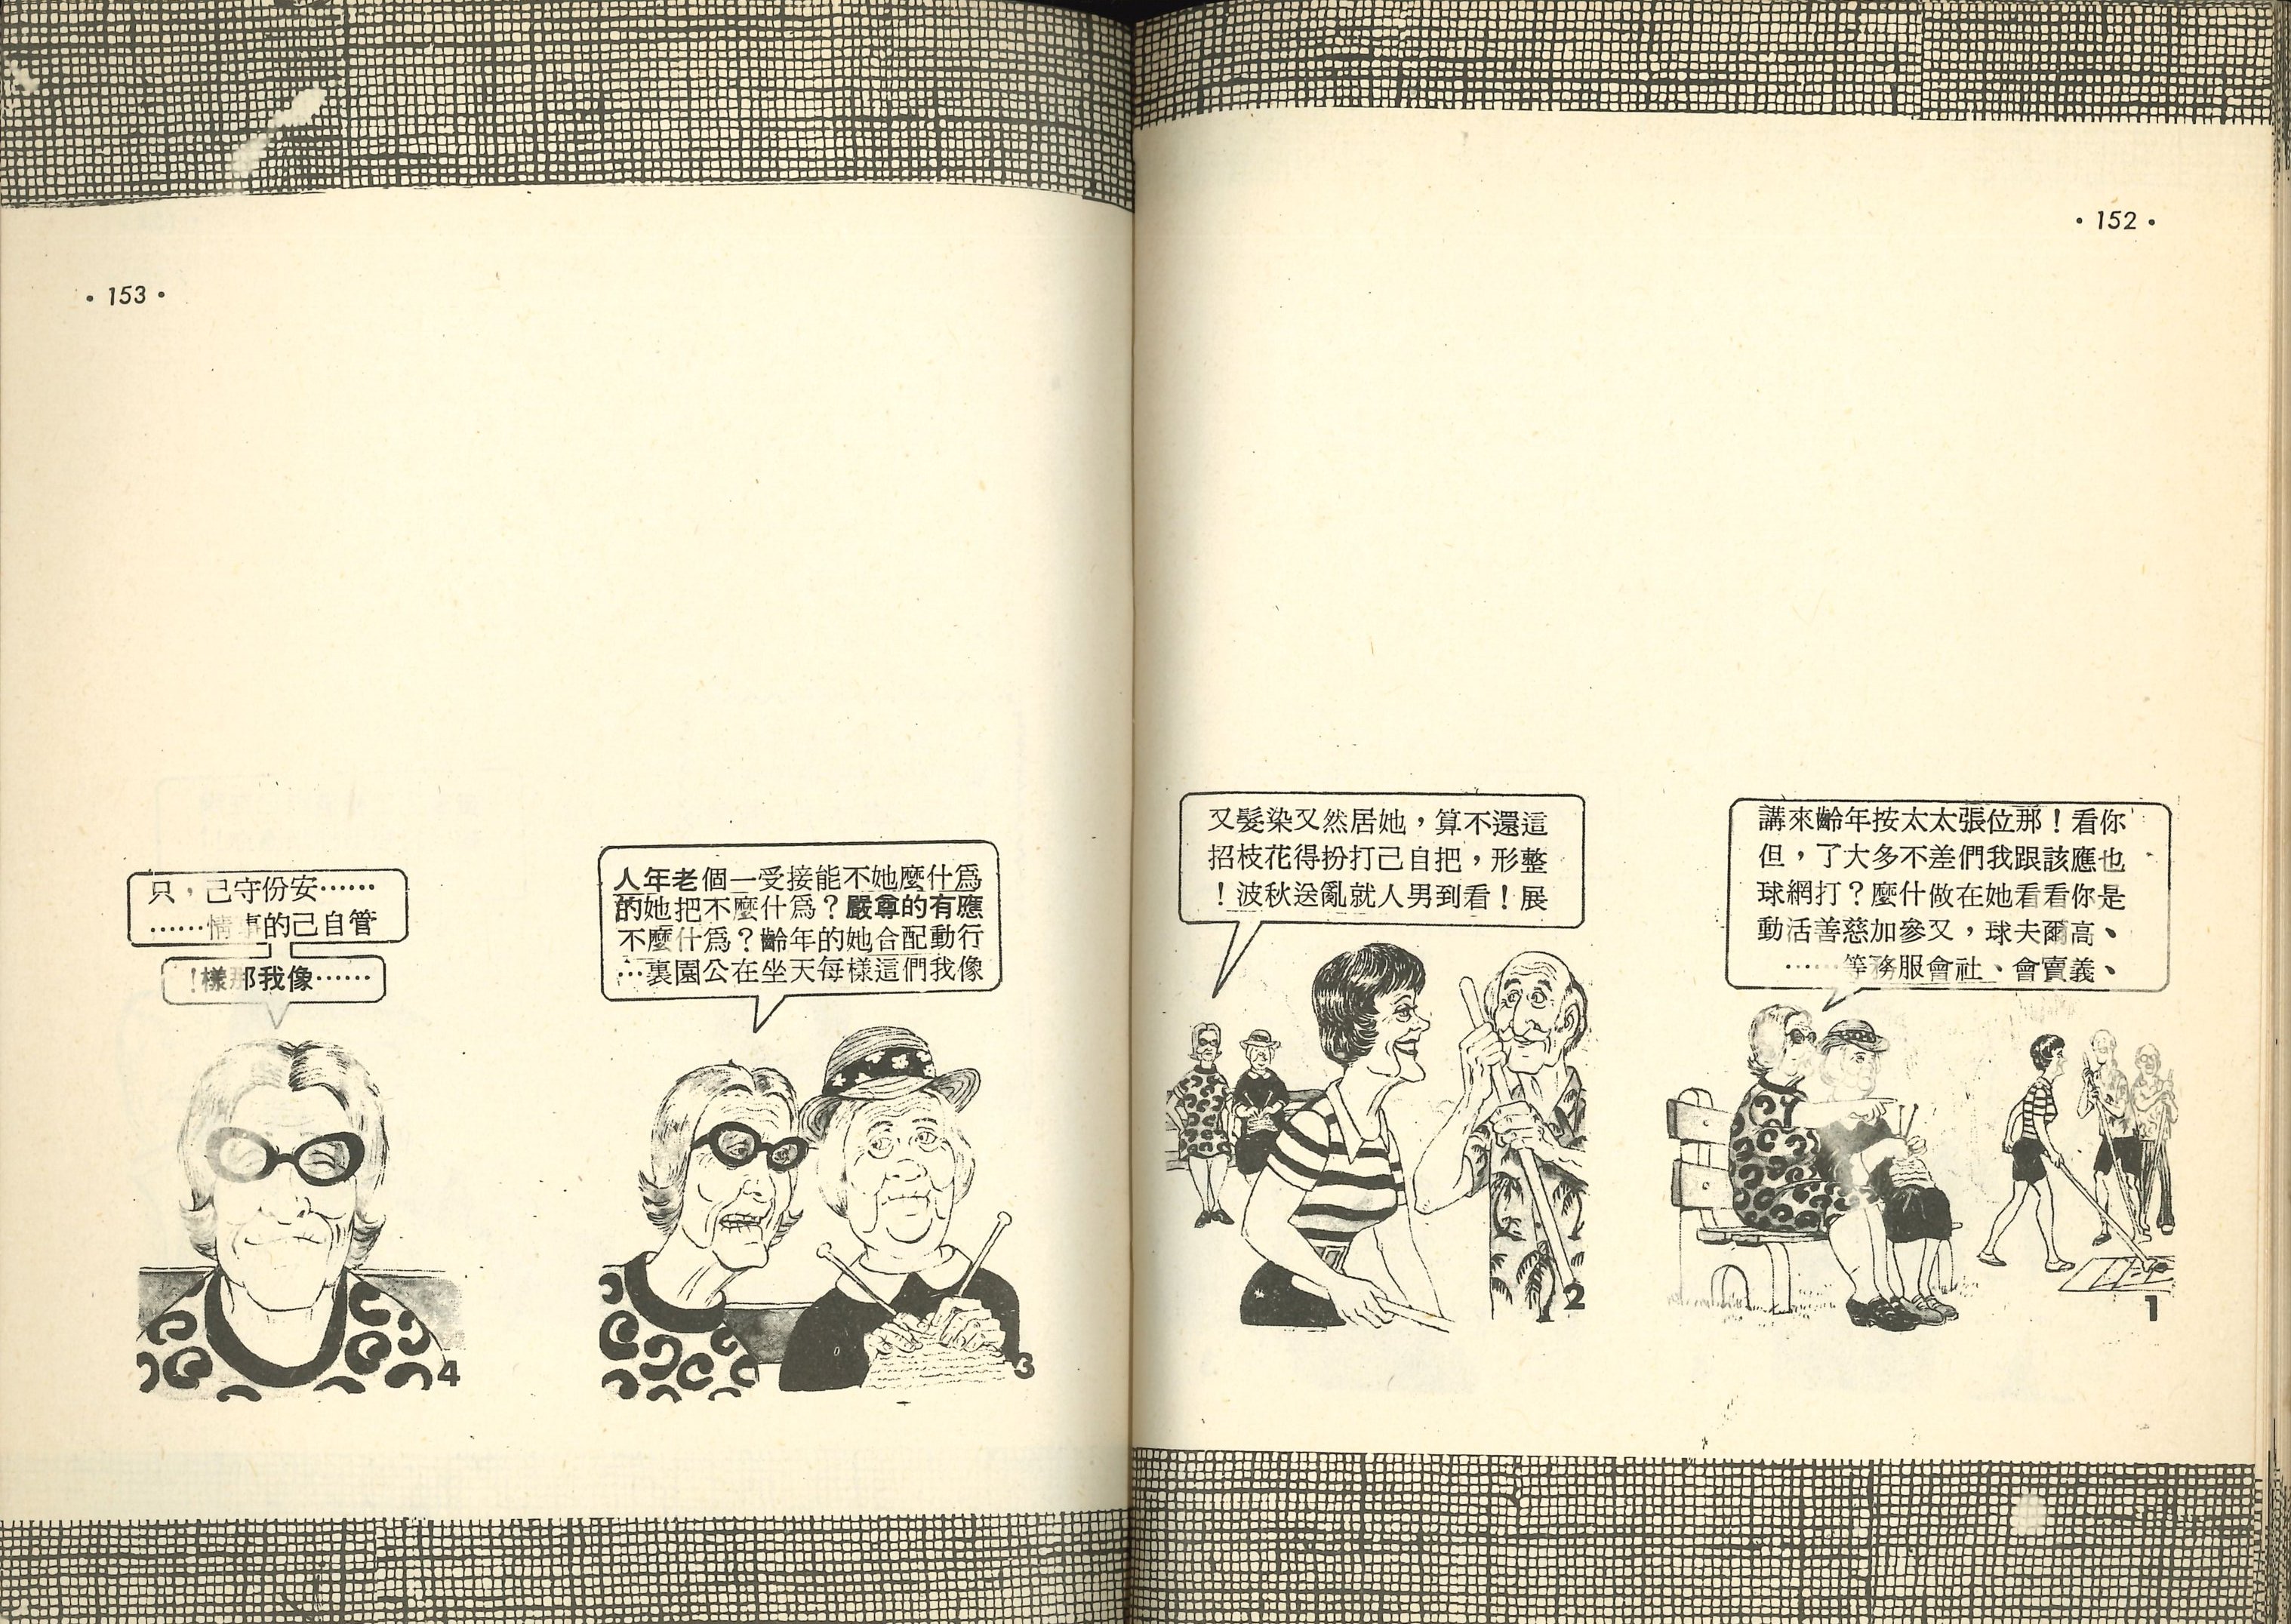 • 152 •
你看！那位張太太按年齡來講
也應該跟我們差不多大了，但
是你看看她在做什麼？打網球
、高爾夫球，又參加慈善活動
、義賣會、社會服務等……
1
這還不算，她居然又染髮又
整形，把自己打扮得花枝招
展！看到男人就亂送秋波！
2
• 153 •
爲什麼她不能接受一個老年人
應有的尊嚴？爲什麼不把她的
行動配合她的年齡？爲什麼不
像我們這樣每天坐在公園裏…
3
……安份守己，只
管自己的事情……
……像我那樣！
4